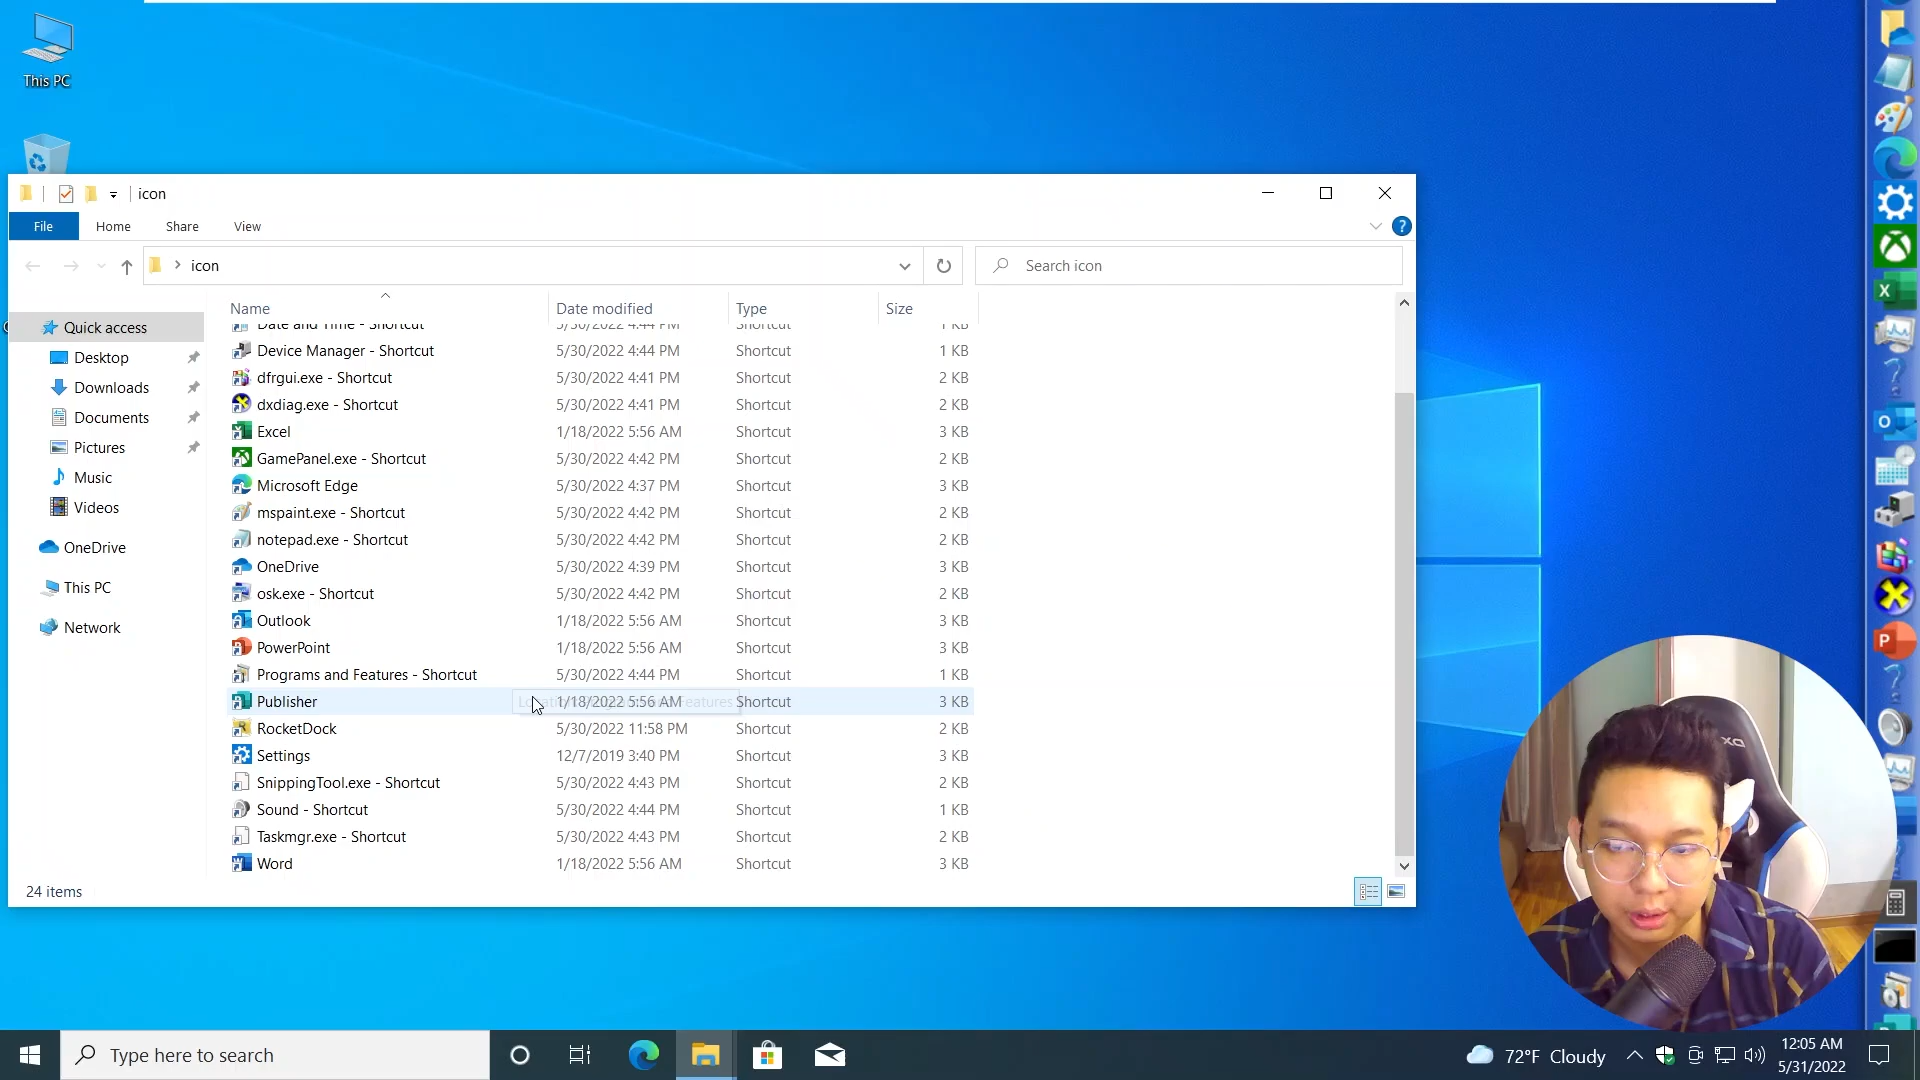 This PC
icon
File Home Share View
icon
Search icon
Name Date modified Type Size
Date and Time - Shortcut 5/30/2022 4:44 PM Shortcut 1 KB
Device Manager - Shortcut 5/30/2022 4:44 PM Shortcut 1 KB
dfrgui.exe - Shortcut 5/30/2022 4:41 PM Shortcut 2 KB
dxdiag.exe - Shortcut 5/30/2022 4:41 PM Shortcut 2 KB
Excel 1/18/2022 5:56 AM Shortcut 3 KB
GamePanel.exe - Shortcut 5/30/2022 4:42 PM Shortcut 2 KB
Microsoft Edge 5/30/2022 4:37 PM Shortcut 3 KB
mspaint.exe - Shortcut 5/30/2022 4:42 PM Shortcut 2 KB
notepad.exe - Shortcut 5/30/2022 4:42 PM Shortcut 2 KB
OneDrive 5/30/2022 4:39 PM Shortcut 3 KB
osk.exe - Shortcut 5/30/2022 4:42 PM Shortcut 2 KB
Outlook 1/18/2022 5:56 AM Shortcut 3 KB
PowerPoint 1/18/2022 5:56 AM Shortcut 3 KB
Programs and Features - Shortcut 5/30/2022 4:44 PM Shortcut 1 KB
Publisher 1/18/2022 5:56 AM Shortcut 3 KB
RocketDock 5/30/2022 11:58 PM Shortcut 2 KB
Settings 12/7/2019 3:40 PM Shortcut 3 KB
SnippingTool.exe - Shortcut 5/30/2022 4:43 PM Shortcut 2 KB
Sound - Shortcut 5/30/2022 4:44 PM Shortcut 1 KB
Taskmgr.exe - Shortcut 5/30/2022 4:43 PM Shortcut 2 KB
Word 1/18/2022 5:56 AM Shortcut 3 KB
Quick access
Desktop
Downloads
Documents
Pictures
Music
Videos
OneDrive
This PC
Network
24 items
Type here to search
72°F Cloudy
12:05 AM
5/31/2022